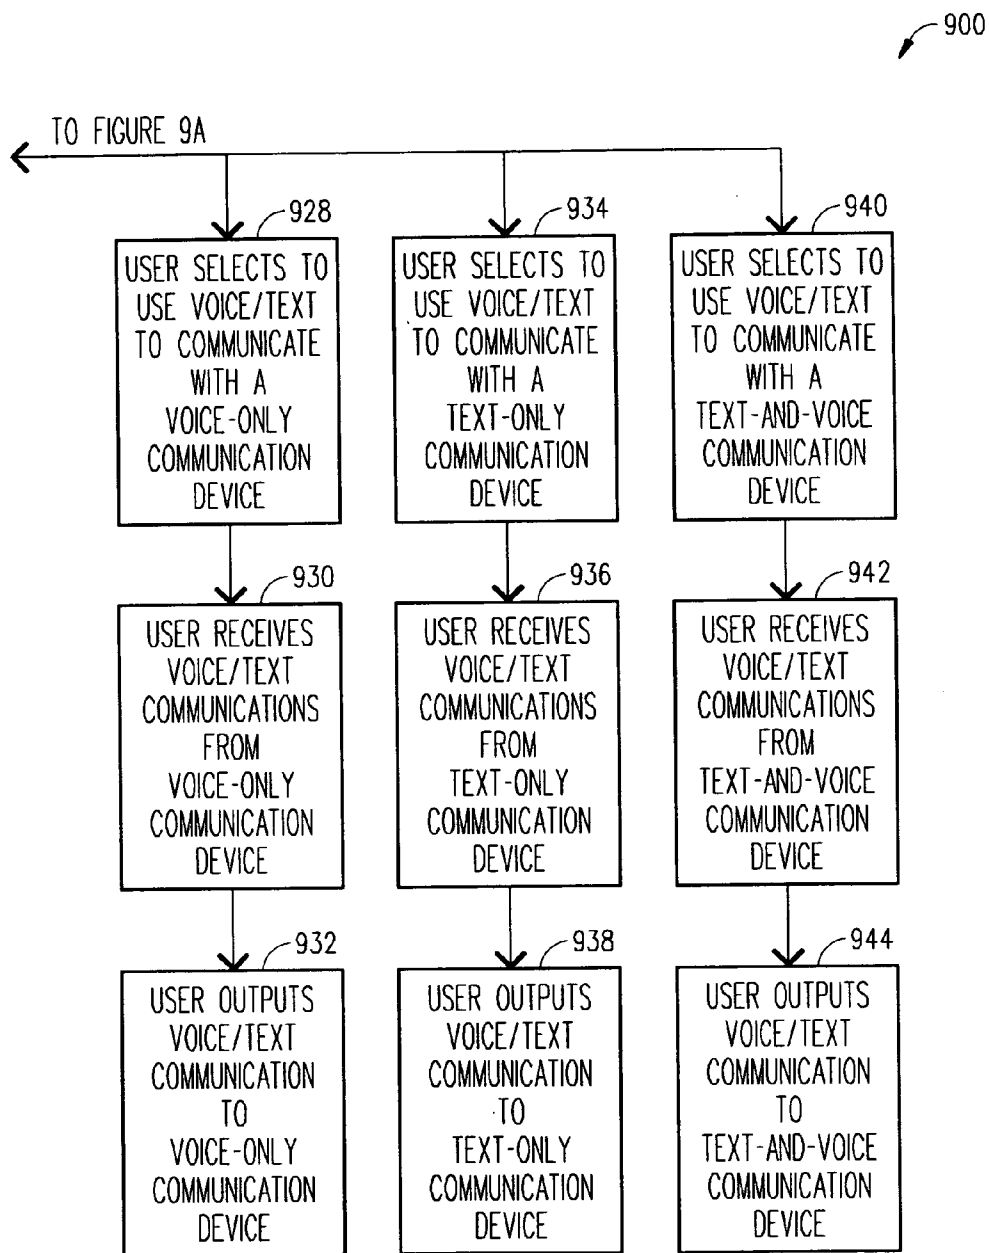 900
TO FIGURE 9A
928
USER SELECTS TO
USE VOICE/TEXT
TO COMMUNICATE
WITH A
VOICE-ONLY
COMMUNICATION
DEVICE
934
USER SELECTS TO
USE VOICE/TEXT
TO COMMUNICATE
WITH A
TEXT-ONLY
COMMUNICATION
DEVICE
940
USER SELECTS TO
USE VOICE/TEXT
TO COMMUNICATE
WITH A
TEXT-AND-VOICE
COMMUNICATION
DEVICE
930
USER RECEIVES
VOICE/TEXT
COMMUNICATIONS
FROM
VOICE-ONLY
COMMUNICATION
DEVICE
936
USER RECEIVES
VOICE/TEXT
COMMUNICATIONS
FROM
TEXT-ONLY
COMMUNICATION
DEVICE
942
USER RECEIVES
VOICE/TEXT
COMMUNICATIONS
FROM
TEXT-AND-VOICE
COMMUNICATION
DEVICE
932
USER OUTPUTS
VOICE/TEXT
COMMUNICATION
TO
VOICE-ONLY
COMMUNICATION
DEVICE
938
USER OUTPUTS
VOICE/TEXT
COMMUNICATION
TO
TEXT-ONLY
COMMUNICATION
DEVICE
944
USER OUTPUTS
VOICE/TEXT
COMMUNICATION
TO
TEXT-AND-VOICE
COMMUNICATION
DEVICE